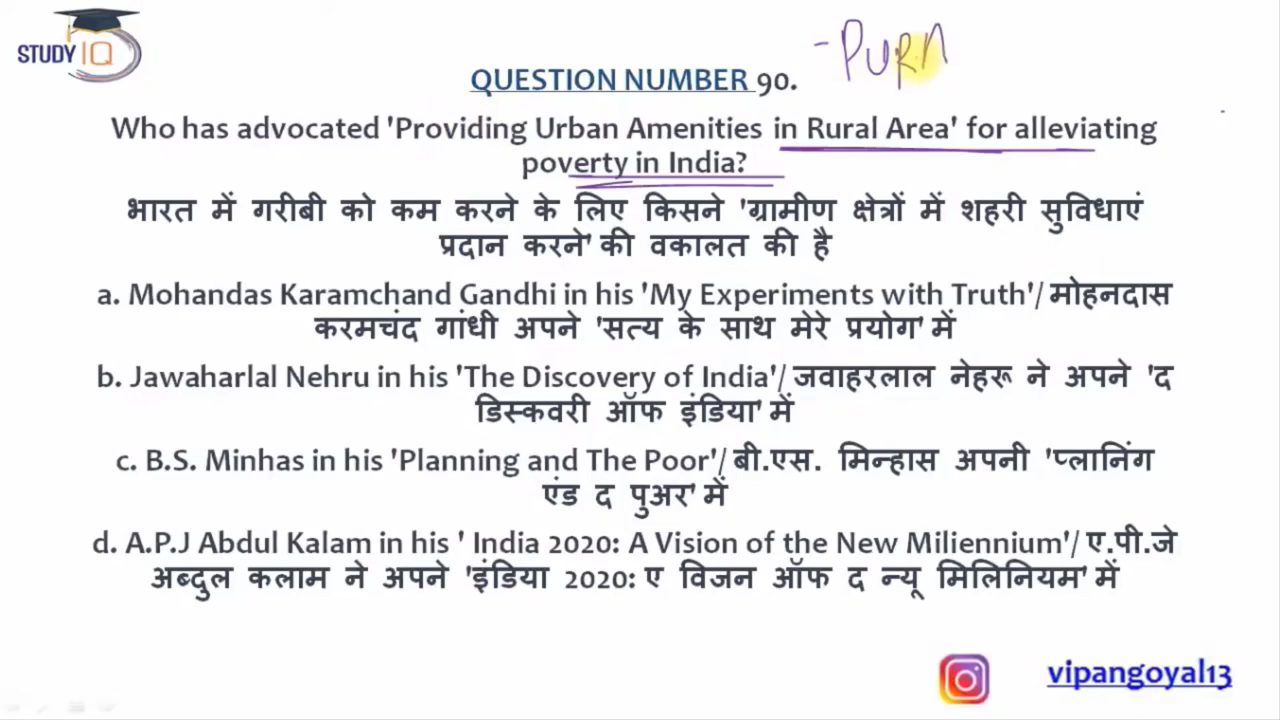 STUDY IQ
-PURA
QUESTION NUMBER 90.
Who has advocated 'Providing Urban Amenities in Rural Area' for alleviating
poverty in India?
भारत में गरीबी को कम करने के लिए किसने 'ग्रामीण क्षेत्रों में शहरी सुविधाएं
प्रदान करने' की वकालत की है
a. Mohandas Karamchand Gandhi in his 'My Experiments with Truth'/ मोहनदास
करमचंद गांधी अपने 'सत्य के साथ मेरे प्रयोग' में
b. Jawaharlal Nehru in his 'The Discovery of India'/ जवाहरलाल नेहरू ने अपने 'द
डिस्कवरी ऑफ इंडिया' में
c. B.S. Minhas in his 'Planning and The Poor'/ बी.एस. मिन्हास अपनी 'प्लानिंग
एंड द पुअर' में
d. A.P.J Abdul Kalam in his ' India 2020: A Vision of the New Miliennium'/ ए.पी.जे
अब्दुल कलाम ने अपने 'इंडिया 2020: ए विजन ऑफ द न्यू मिलिनियम' में
vipangoyal13